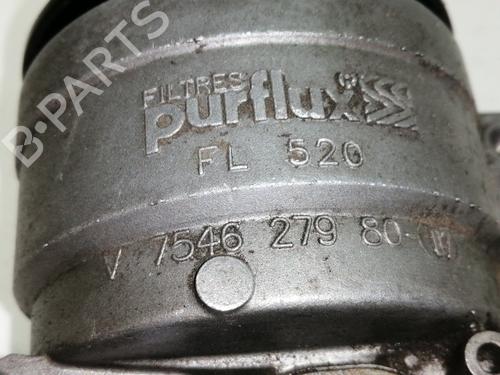 B-PARTS
FILTRES
purflux®
FL 520
V 7546 279 80-